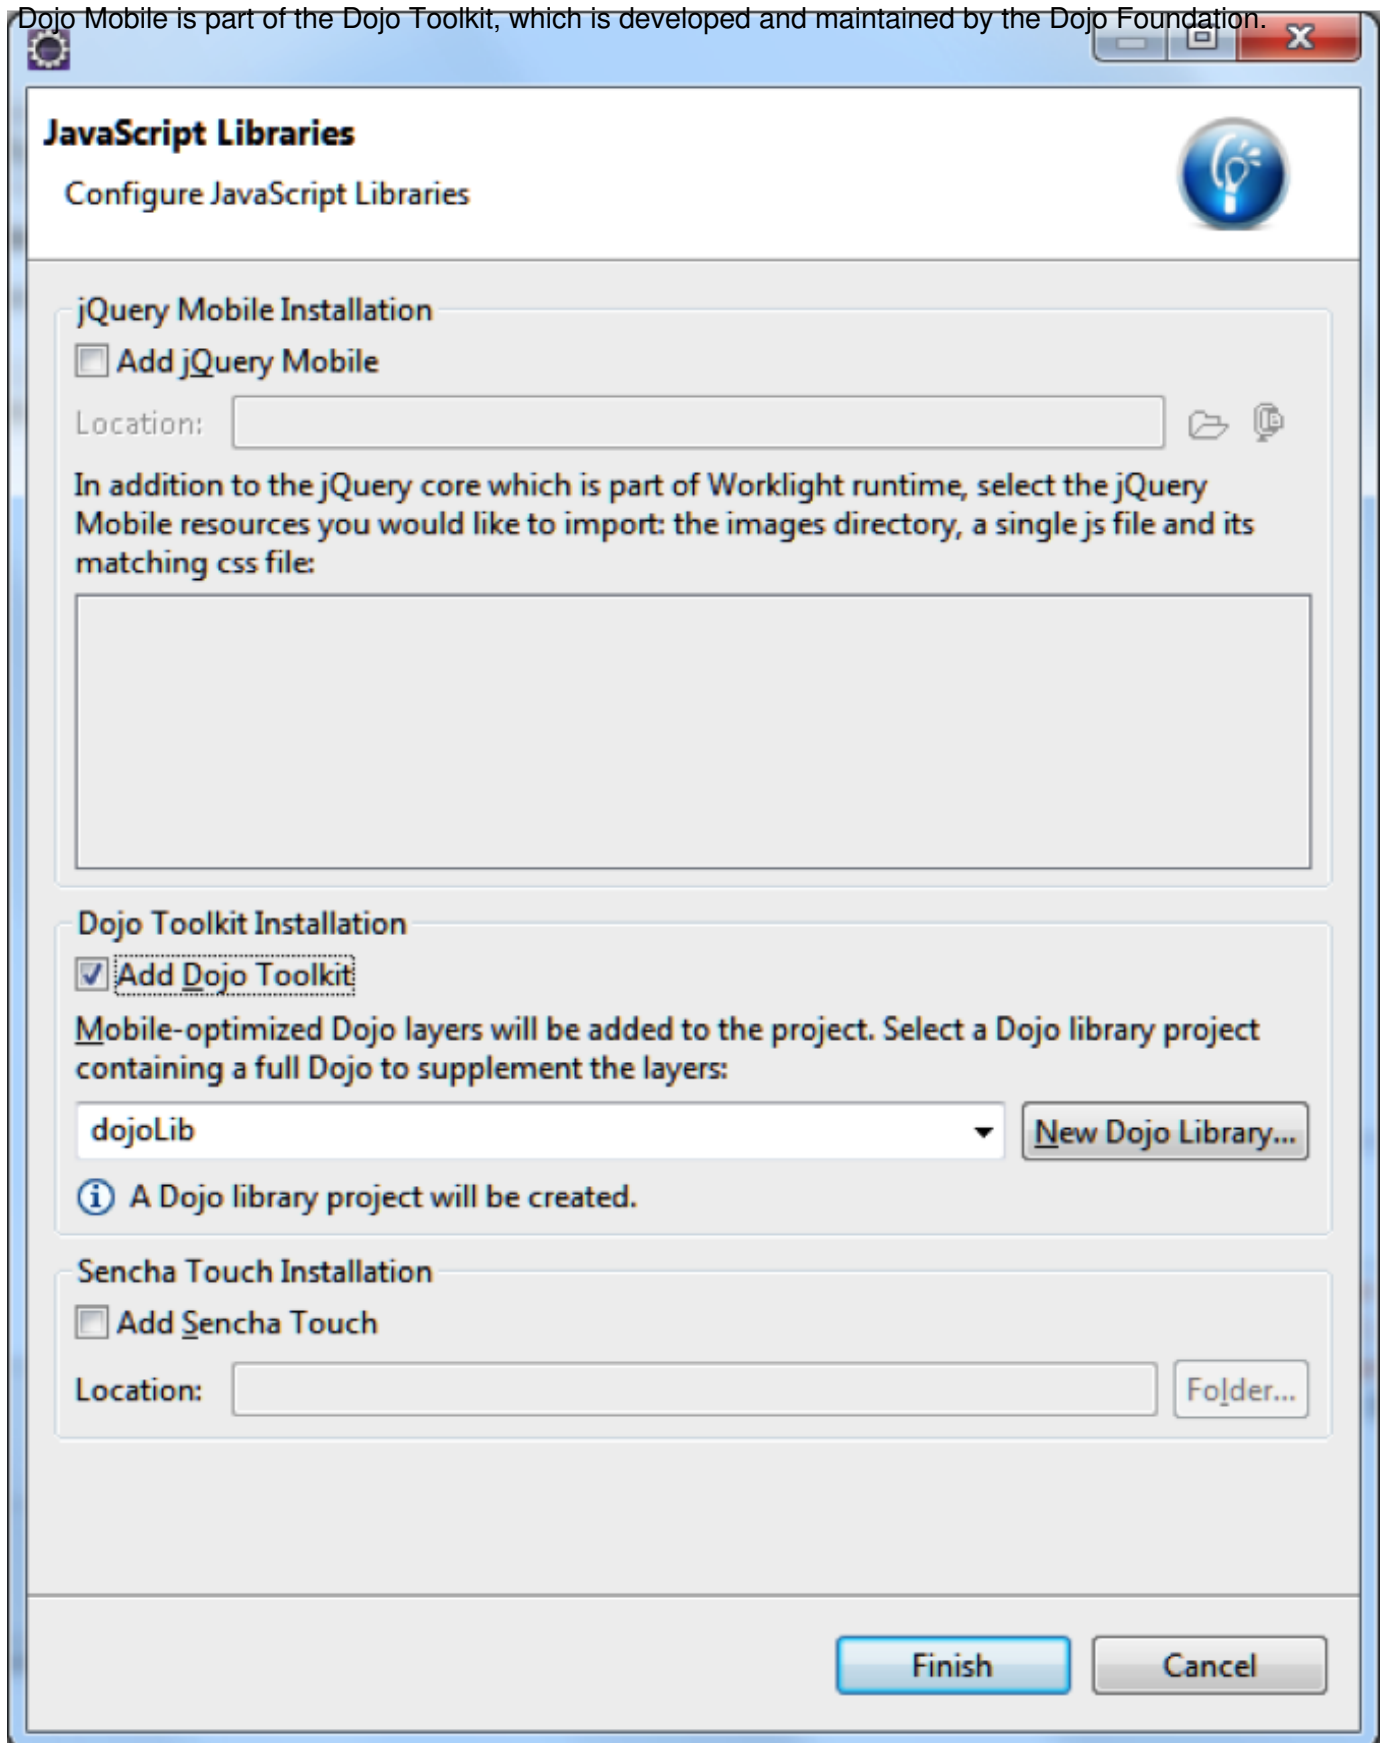 Dojo Mobile is part of the Dojo Toolkit, which is developed and maintained by the Dojo Foundation.
JavaScript Libraries
Configure JavaScript Libraries
jQuery Mobile Installation
Add jQuery Mobile
Location:
In addition to the jQuery core which is part of Worklight runtime, select the jQuery
Mobile resources you would like to import: the images directory, a single js file and its
matching css file:
Dojo Toolkit Installation
Add Dojo Toolkit
Mobile-optimized Dojo layers will be added to the project. Select a Dojo library project
containing a full Dojo to supplement the layers:
dojoLib
New Dojo Library...
A Dojo library project will be created.
Sencha Touch Installation
Add Sencha Touch
Location:
Folder...
Finish
Cancel